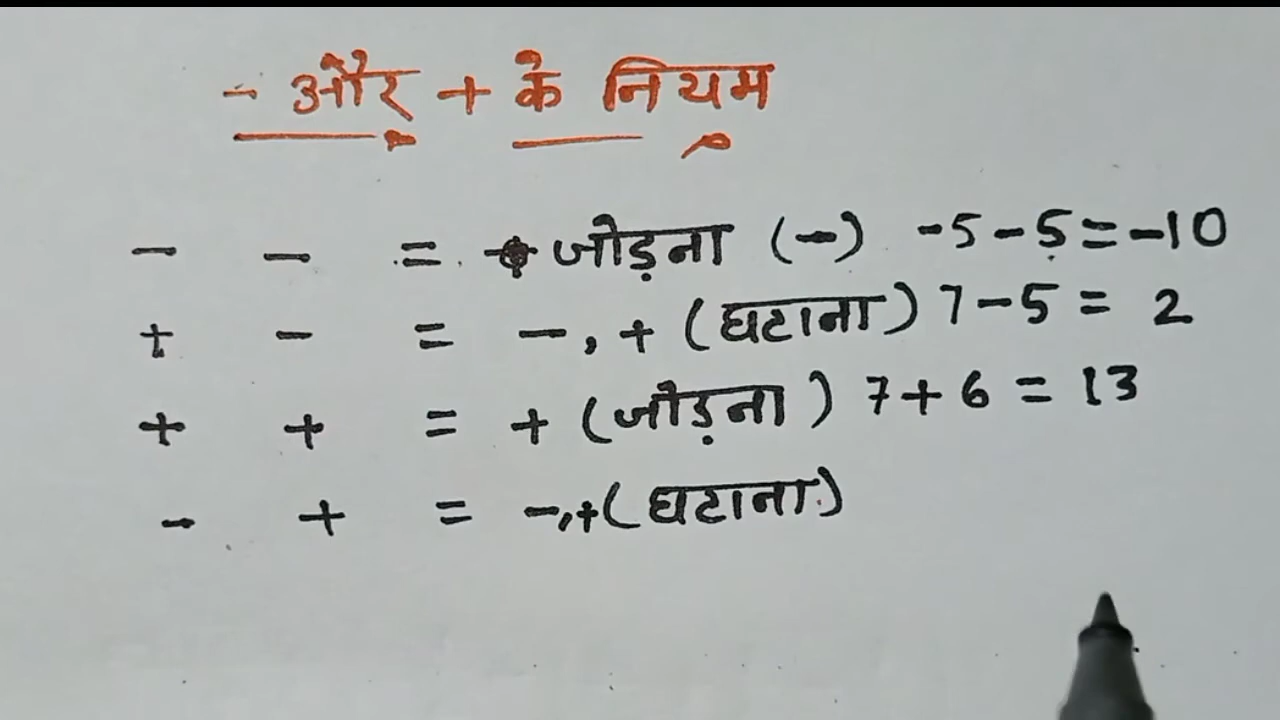 - और + के नियम
- - = जोड़ना (-) -5-5=-10
+ - = -,+ (घटाना) 7-5= 2
+ + = + (जोड़ना) 7+6=13
- + = -,+(घटाना)